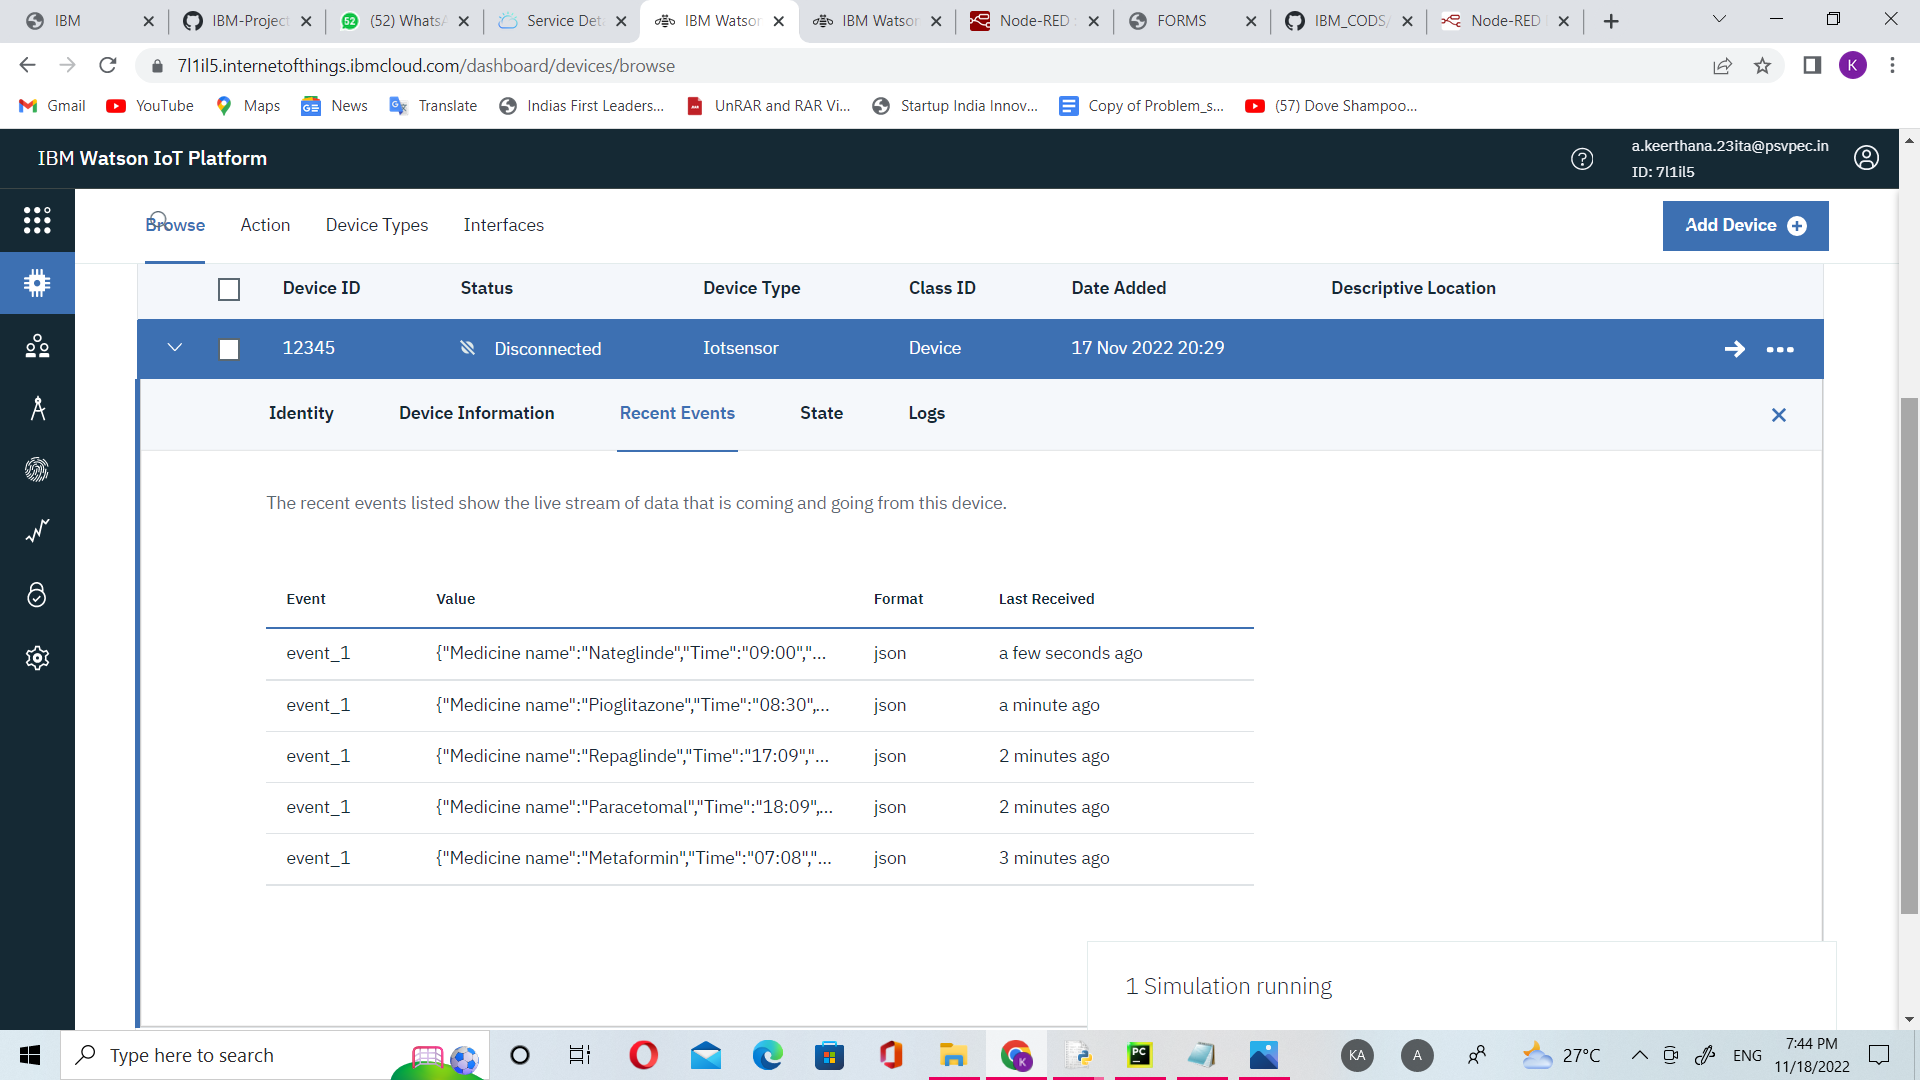 IBM
IBM-Project
(52) WhatsA
Service Deta
IBM Watson
IBM Watson
Node-RED
FORMS
IBM_CODS/
Node-RED
7l1il5.internetofthings.ibmcloud.com/dashboard/devices/browse
K
Gmail
YouTube
Maps
News
Translate
Indias First Leaders...
UnRAR and RAR Vi...
Startup India Innov...
Copy of Problem_s...
(57) Dove Shampoo...
IBM Watson IoT Platform
a.keerthana.23ita@psvpec.in
ID: 7l1il5
Browse
Action
Device Types
Interfaces
Add Device
Device ID
Status
Device Type
Class ID
Date Added
Descriptive Location
12345
Disconnected
Iotsensor
Device
17 Nov 2022 20:29
Identity
Device Information
Recent Events
State
Logs
The recent events listed show the live stream of data that is coming and going from this device.
Event
Value
Format
Last Received
event_1
{"Medicine name":"Nateglinde","Time":"09:00","...
json
a few seconds ago
event_1
{"Medicine name":"Pioglitazone","Time":"08:30",...
json
a minute ago
event_1
{"Medicine name":"Repaglinde","Time":"17:09","...
json
2 minutes ago
event_1
{"Medicine name":"Paracetomal","Time":"18:09",...
json
2 minutes ago
event_1
{"Medicine name":"Metaformin","Time":"07:08","...
json
3 minutes ago
1 Simulation running
Type here to search
KA
A
27°C
ENG
7:44 PM
11/18/2022